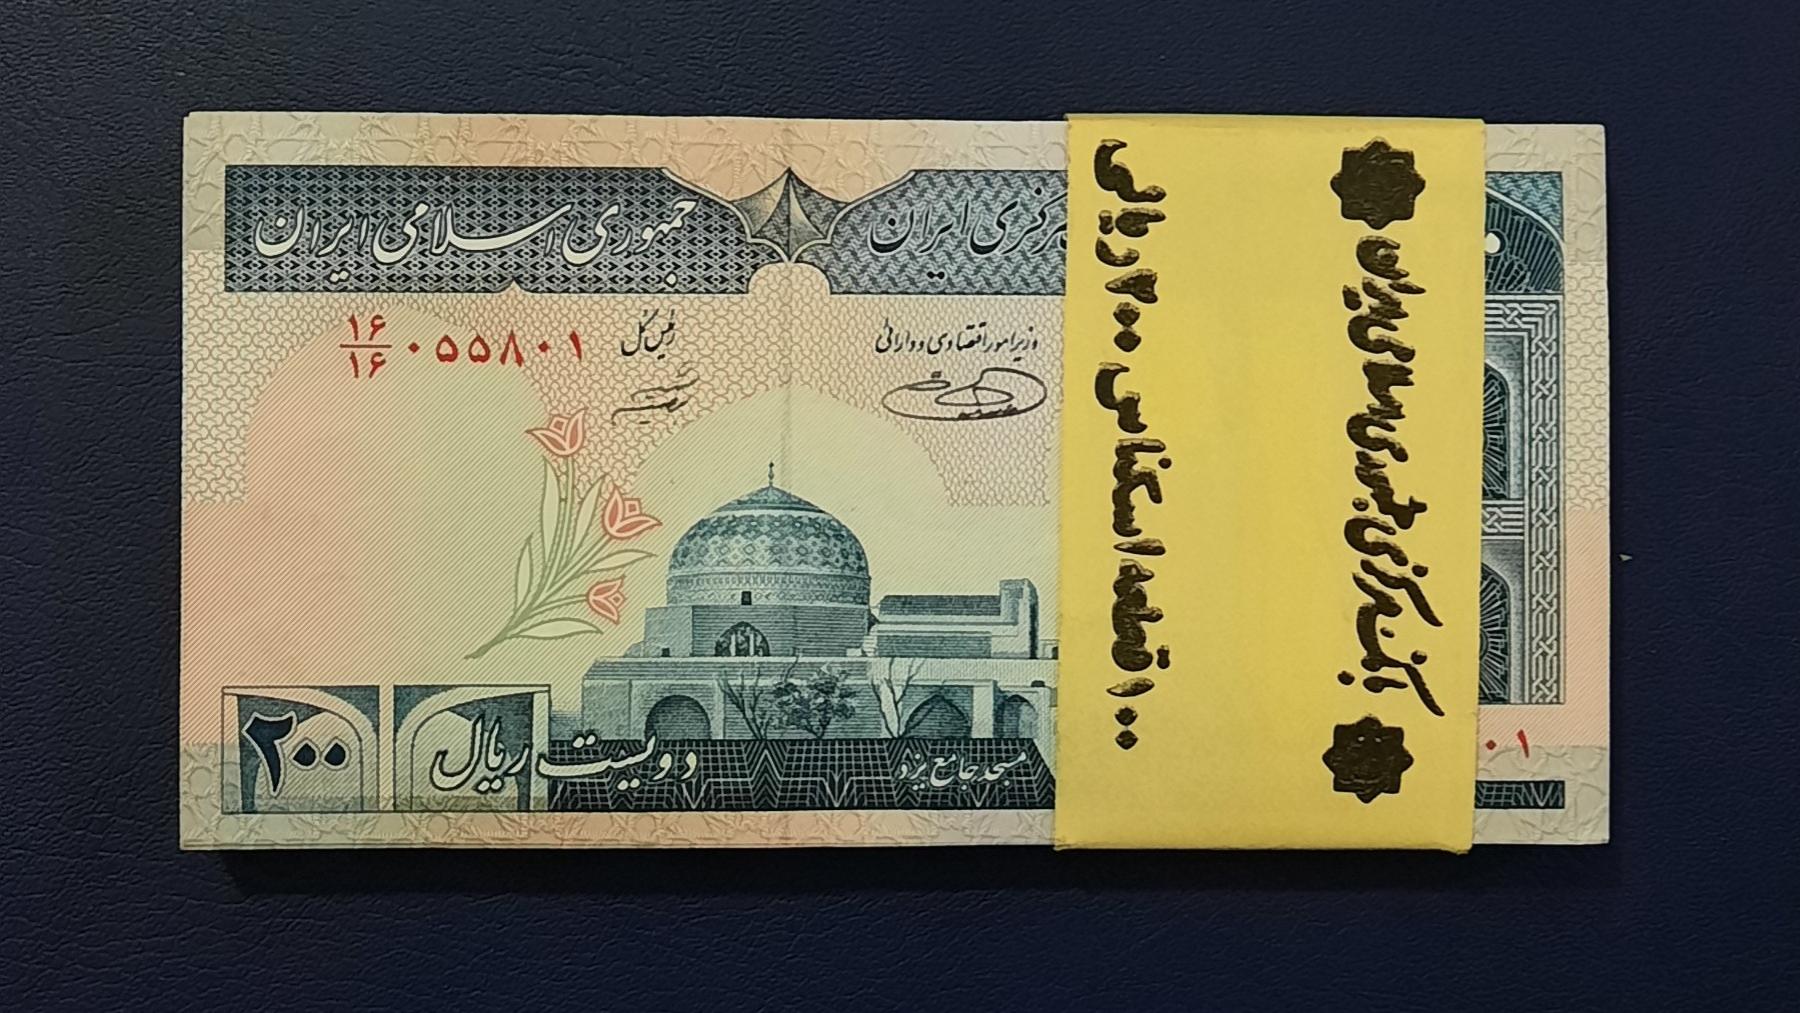 جمهوری اسلامی ایران
مرکزی ایران
۱۶/۱۶ ۰۵۵۸۰۱
رئیس کل
وزیر امور اقتصادی و دارائی
۲۰۰
دویست ریال
مسجد جامع یزد
۰۱
بانک مرکزی جمهوری اسلامی ایران
۱۰۰ قطعه اسکناس ۲۰۰ ریالی